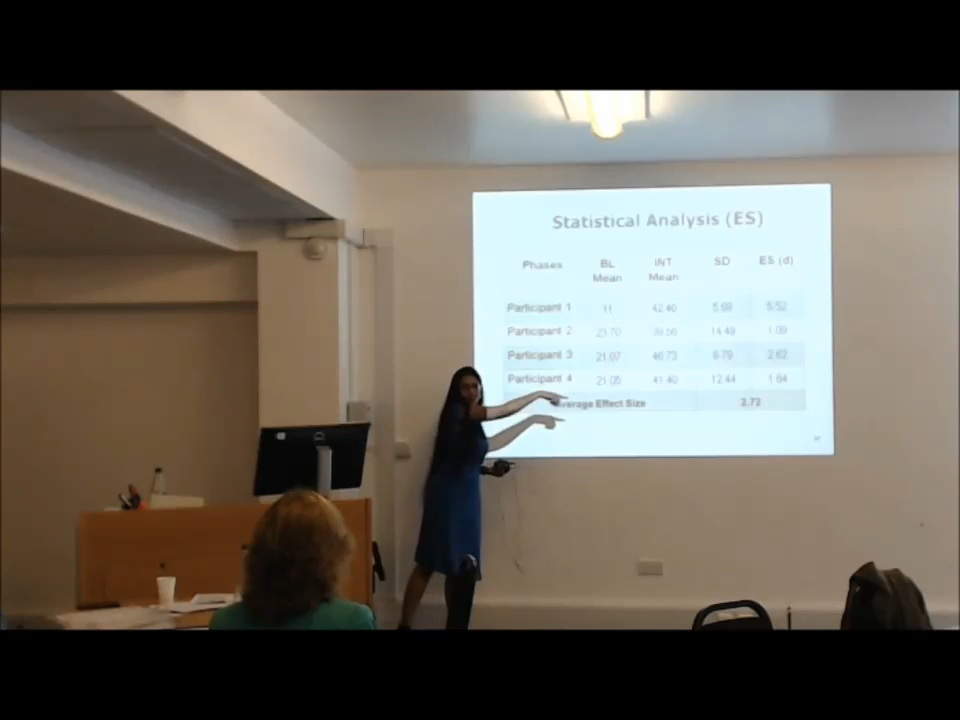 Statistical Analysis (ES)
Phases BL Mean INT Mean SD ES (d)
Participant 1 11 42.40 5.69 5.52
Participant 2 23.70 39.56 14.49 1.09
Participant 3 21.07 46.73 9.79 2.62
Participant 4 21.05 41.40 12.44 1.64
Average Effect Size 2.72